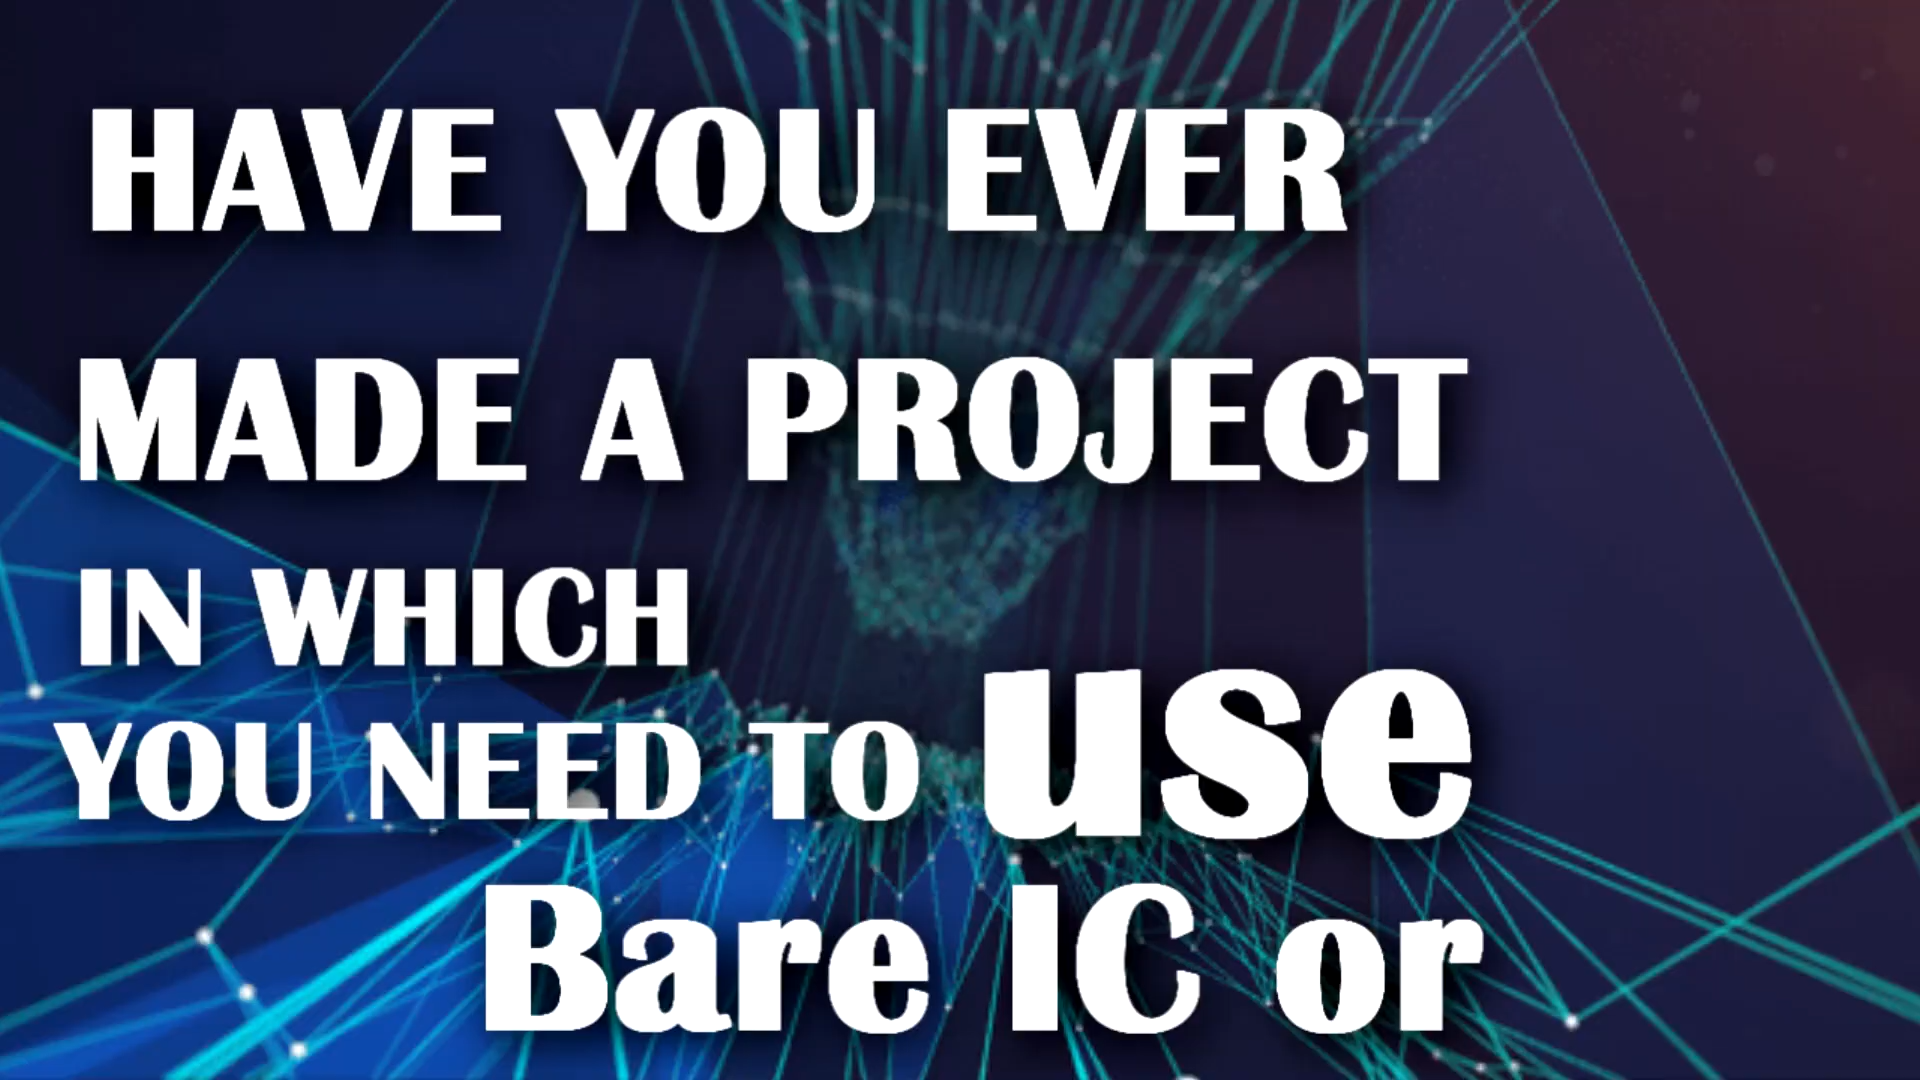 HAVE YOU EVER
MADE A PROJECT
IN WHICH
YOU NEED TO use
Bare IC or